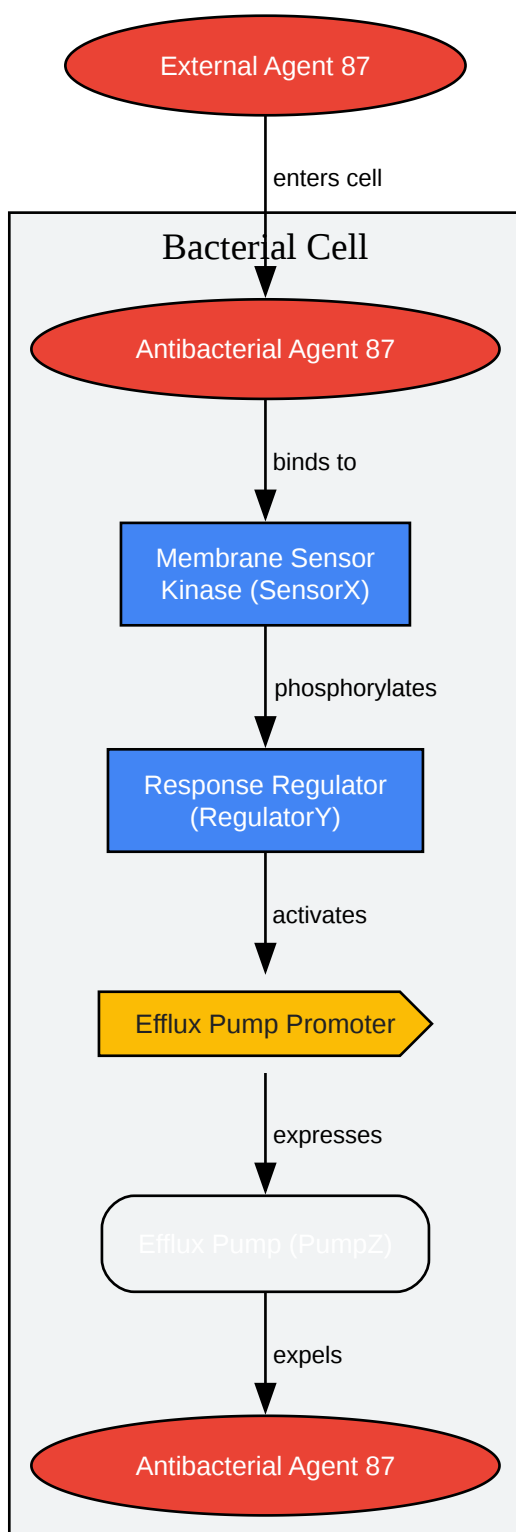 External Agent 87
enters cell
Bacterial Cell
Antibacterial Agent 87
binds to
Membrane Sensor
Kinase (SensorX)
phosphorylates
Response Regulator
(RegulatorY)
activates
Efflux Pump Promoter
expresses
Efflux Pump (PumpZ)
expels
Antibacterial Agent 87